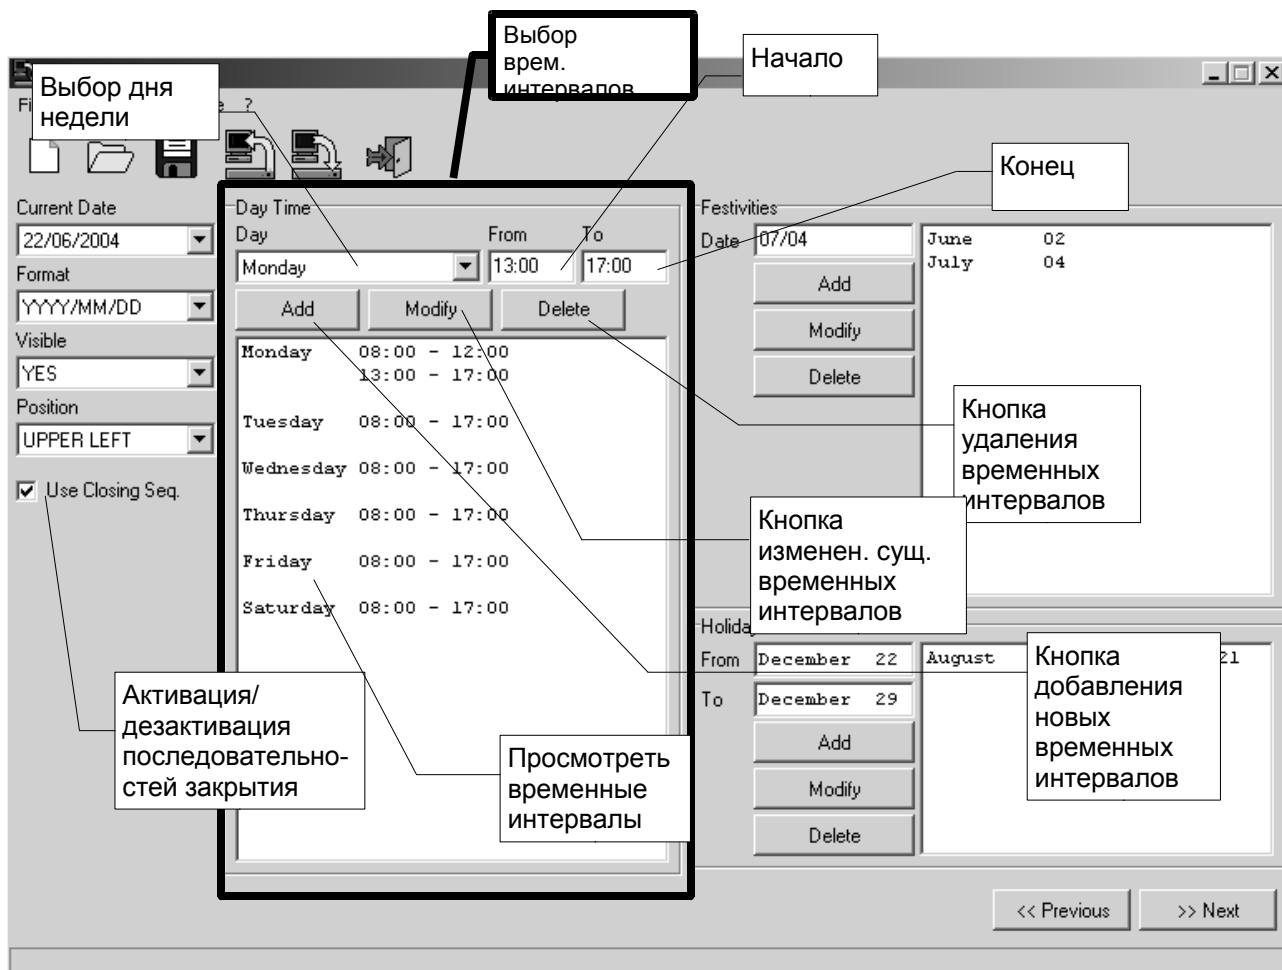 Выбор
врем.
интервалов
Начало
Выбор дня
недели
?
Конец
Current Date
22/06/2004
Format
YYYY/MM/DD
Visible
YES
Position
UPPER LEFT
Use Closing Seq.
Day Time
Day
From
To
Monday
13:00
17:00
Add
Modify
Delete
Monday 08:00 - 12:00
13:00 - 17:00
Tuesday 08:00 - 17:00
Wednesday 08:00 - 17:00
Thursday 08:00 - 17:00
Friday 08:00 - 17:00
Saturday 08:00 - 17:00
Festivities
Date
07/04
Add
Modify
Delete
June 02
July 04
Кнопка
удаления
временных
интервалов
Кнопка
изменен. сущ.
временных
интервалов
From
December 22
To
December 29
Add
Modify
Delete
August
21
Кнопка
добавления
новых
временных
интервалов
Активация/
дезактивация
последовательно-
стей закрытия
Просмотреть
временные
интервалы
<< Previous
>> Next